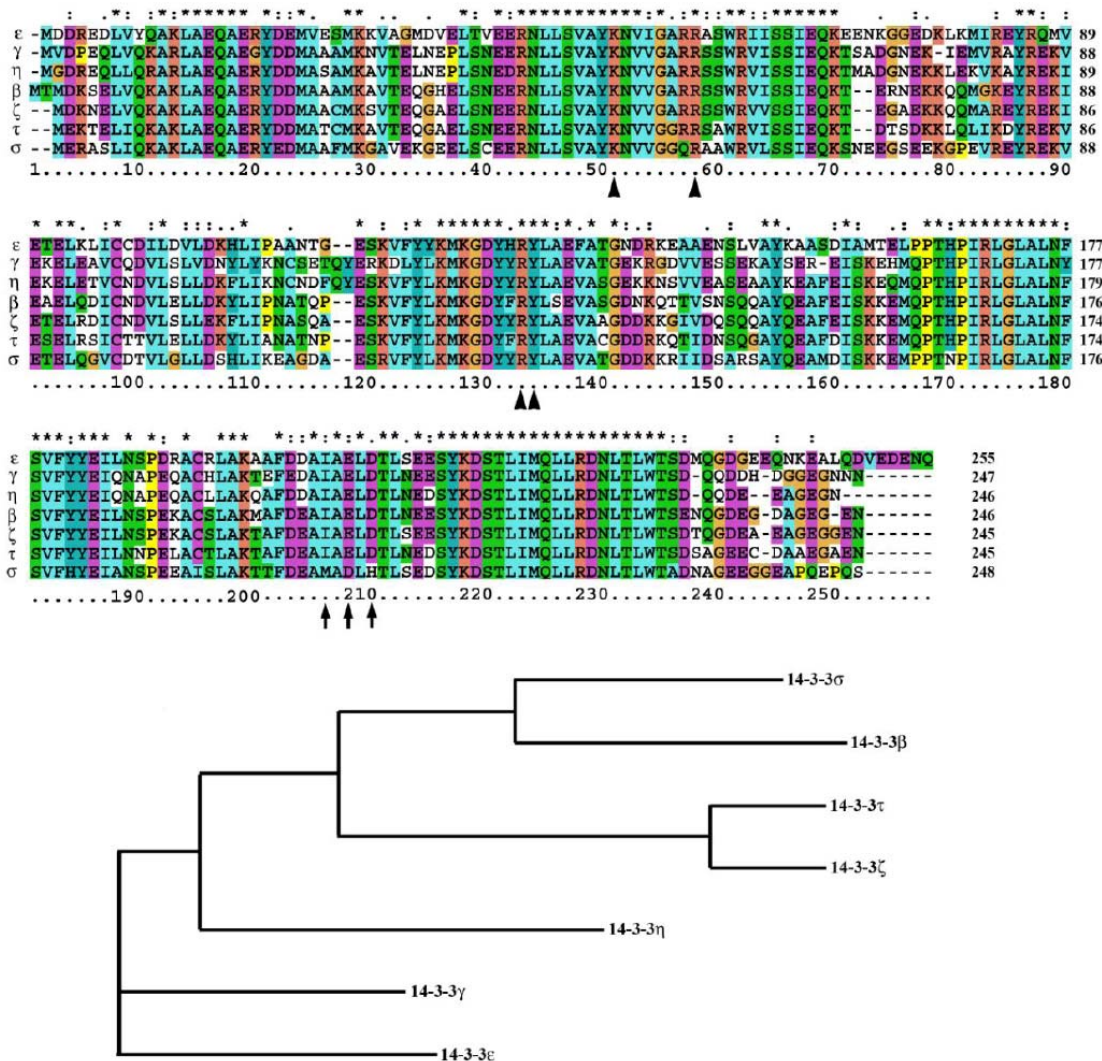 ε -MDDREDLVYQAKLAEQAERYDEMVESMKKVAGMDVELTVEERNLLSVAYKNVIGARRASWRIISSIEQKEENKGGEDKLKMIREYRQMV 89
γ -MVDPEQLVQKARLAEQAEGYDDMAAAMKNVTELNEPLSNEERNLLSVAYKNVVGARRSSWRVISSIEQKTSADGNEK-IEMVRAYREKV 88
η -MGDREQLLQRARLAEQAERYDDMASAMKAVTELNEPLSNEDRNLLSVAYKNVVGARRSSWRVISSIEQKTMADGNEKKLEKVKAYREKI 89
β MTMDKSELVQKAKLAEQAERYDDMAAAMKAVTEQGHELSNEERNLLSVAYKNVVGARRSSWRVISSIEQKT--ERNEKKQQMGKEYREKI 88
ζ --MDKNELVQKAKLAEQAERYDDMAACMKSVTEQGAELSNEERNLLSVAYKNVVGARRSSWRVVSSIEQKT--EGAEKKQQMAREYREKI 86
τ --MEKTELIQKAKLAEQAERYDDMATCMKAVTEQGAELSNEERNLLSVAYKNVVGGRRSAWRVISSIEQKT--DTSDKKLQLIKDYREKV 86
σ --MERASLIQKAKLAEQAERYEDMAAFMKGAVEKGEELSCEERNLLSVAYKNVVGGQRAAWRVLSSIEQKSNEEGSEEKGPEVREYREKV 88
1........10........20........30........40........50........60........70........80........90
ε ETELKLICCDILDVLDKHLIPAANTG--ESKVFYYKMKGDYHRYLAEFATGNDRKEAAENSLVAYKAASDIAMTELPPTHPIRLGLALNF 177
γ EKELEAVCQDVLSLVDNYLYKNCSETQYERKDLYLKMKGDYYRYLAEVATGEKRGDVVESSEKAYSER-EISKEHMQPTHPIRLGLALNY 177
η EKELETVCNDVLSLLDKFLIKNCNDFQYESKVFYLKMKGDYYRYLAEVASGEKKNSVVEASEAAYKEAFEISKEQMQPTHPIRLGLALNF 179
β EAELQDICNDVLELLDKYLIPNATQP--ESKVFYLKMKGDYFRYLSEVASGDNKQTTVSNSQQAYQEAFEISKKEMQPTHPIRLGLALNF 176
ζ ETELRDICNDVLSLLEKFLIPNASQA--ESKVFYLKMKGDYYRYLAEVAAGDDKKGIVDQSQQAYQEAFEISKKEMQPTHPIRLGLALNF 174
τ ESELRSICTTVLELLDKYLIANATNP--ESKVFYLKMKGDYFRYLAEVACGDDRKQTIDNSQGAYQEAFDISKKEMQPTHPIRLGLALNF 174
σ ETELQGVCDTVLGLLDSHLIKEAGDA--ESRVFYLKMKGDYYRYLAEVATGDDKKRIIDSARSAYQEAMDISKKEMPPTNPIRLGLALNF 176
.......100.......110.......120.......130.......140.......150.......160.......170.......180
ε SVFYYEILNSPDRACRLAKAAFDDAIAELDTLSEESYKDSTLIMQLLRDNLTLWTSDMQGDGEEQNKEALQDVEDENQ 255
γ SVFYYEIQNAPEQACHLAKTEFEDAIAELDTLNEDSYKDSTLIMQLLRDNLTLWTSD-QQDDH-DGGEGNNN------ 247
η SVFYYEIQNAPEQACLLAKQAFDDAIAELDTLNEDSYKDSTLIMQLLRDNLTLWTSD-QQDE--EAGEGN-------- 246
β SVFYYEILNSPEKACSLAKMAFDEAIAELDTLNEESYKDSTLIMQLLRDNLTLWTSENQGDEG-DAGEG-EN------ 246
ζ SVFYYEILNSPEKACSLAKTAFDEAIAELDTLSEESYKDSTLIMQLLRDNLTLWTSDTQGDEA-EAGEGGEN------ 245
τ SVFYYEILNNPELACTLAKTAFDEAIAELDTLNEDSYKDSTLIMQLLRDNLTLWTSDSAGEEC-DAAEGAEN------ 245
σ SVFHYEIANSPEEAISLAKTTFDEAMADLHTLSEDSYKDSTLIMQLLRDNLTLWTADNAGEEGGEAPQEPQS------ 248
.......190.......200.......210.......220.......230.......240.......250.........
14-3-3σ
14-3-3β
14-3-3τ
14-3-3ζ
14-3-3η
14-3-3γ
14-3-3ε